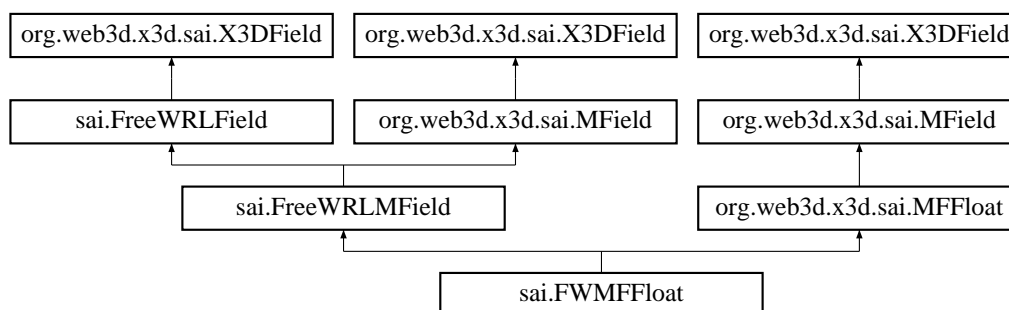 org.web3d.x3d.sai.X3DField org.web3d.x3d.sai.X3DField org.web3d.x3d.sai.X3DField
sai.FreeWRLField org.web3d.x3d.sai.MField org.web3d.x3d.sai.MField
sai.FreeWRLMField org.web3d.x3d.sai.MFFloat
sai.FWMFFloat